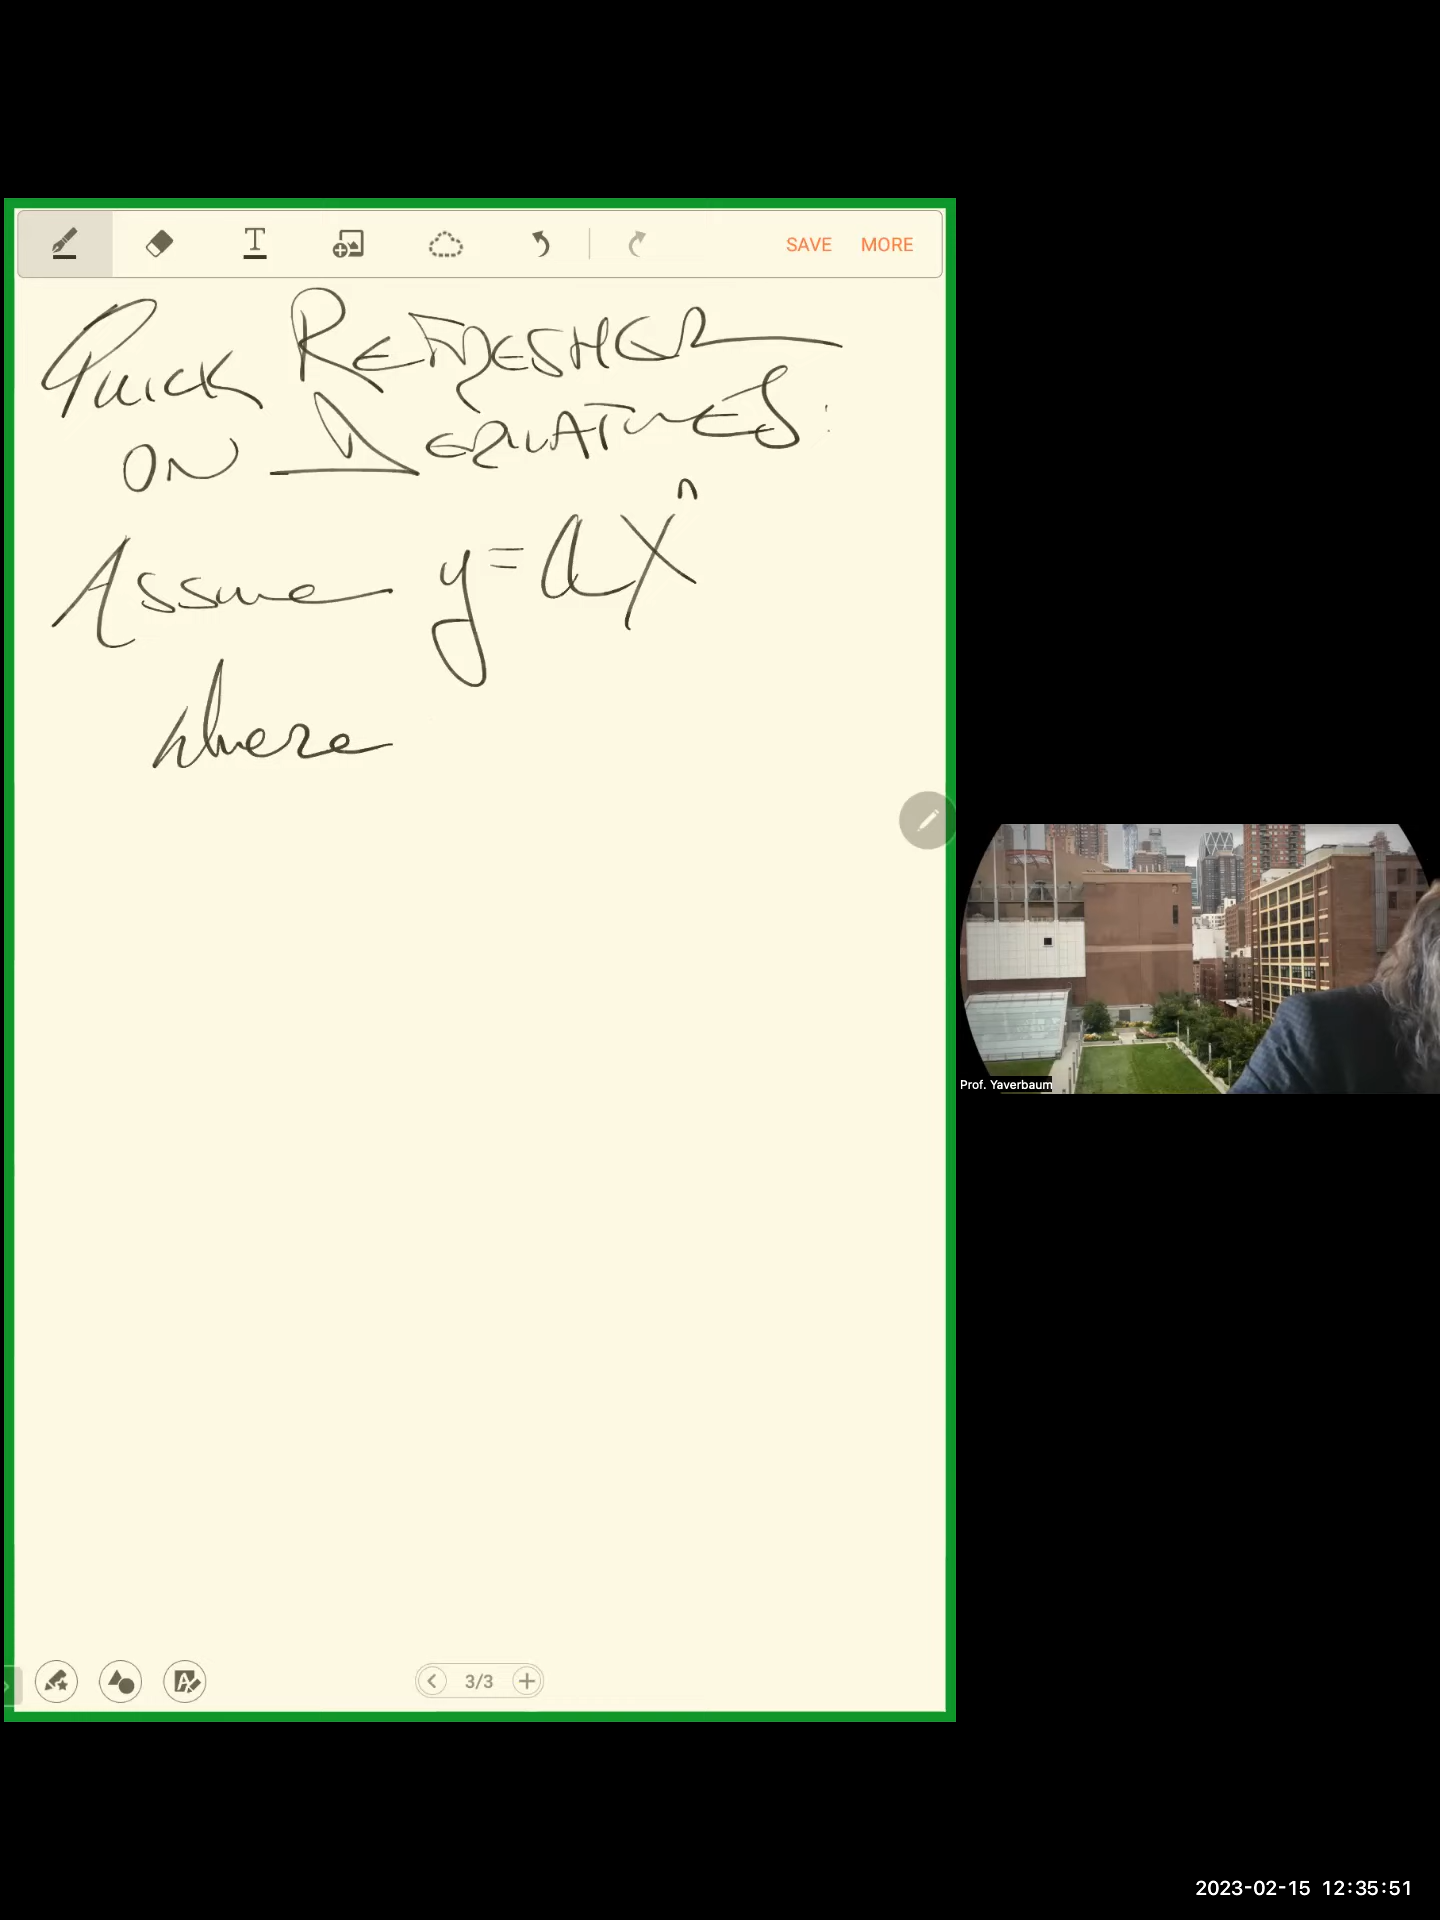 T
SAVE MORE
QUICK REFRESHER
ON DERIVATIVES:
Assume y = ax^n
where
Prof. Yaverbaum
A
3/3
2023-02-15 12:35:51